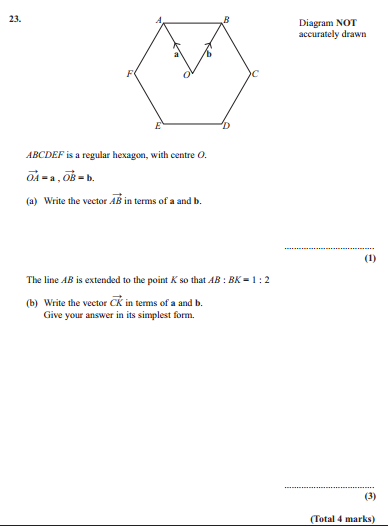 23.
A
B
Diagram NOT
accurately drawn
a
b
F
O
C
E
D
ABCDEF is a regular hexagon, with centre O.
OA = a , OB = b.
(a) Write the vector AB in terms of a and b.
(1)
The line AB is extended to the point K so that AB : BK = 1 : 2
(b) Write the vector CK in terms of a and b.
Give your answer in its simplest form.
(3)
(Total 4 marks)